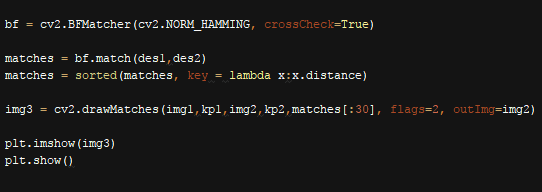 bf = cv2.BFMatcher(cv2.NORM_HAMMING, crossCheck=True)
matches = bf.match(des1,des2)
matches = sorted(matches, key = lambda x:x.distance)
img3 = cv2.drawMatches(img1,kp1,img2,kp2,matches[:30], flags=2, outImg=img2)
plt.imshow(img3)
plt.show()